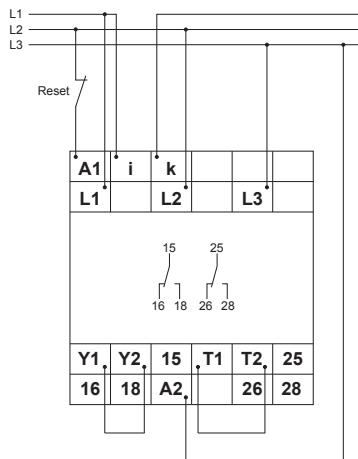 L1
L2
L3
Reset
A1 i k
L1 L2 L3
15 25
16 18 26 28
Y1 Y2 15 T1 T2 25
16 18 A2 26 28